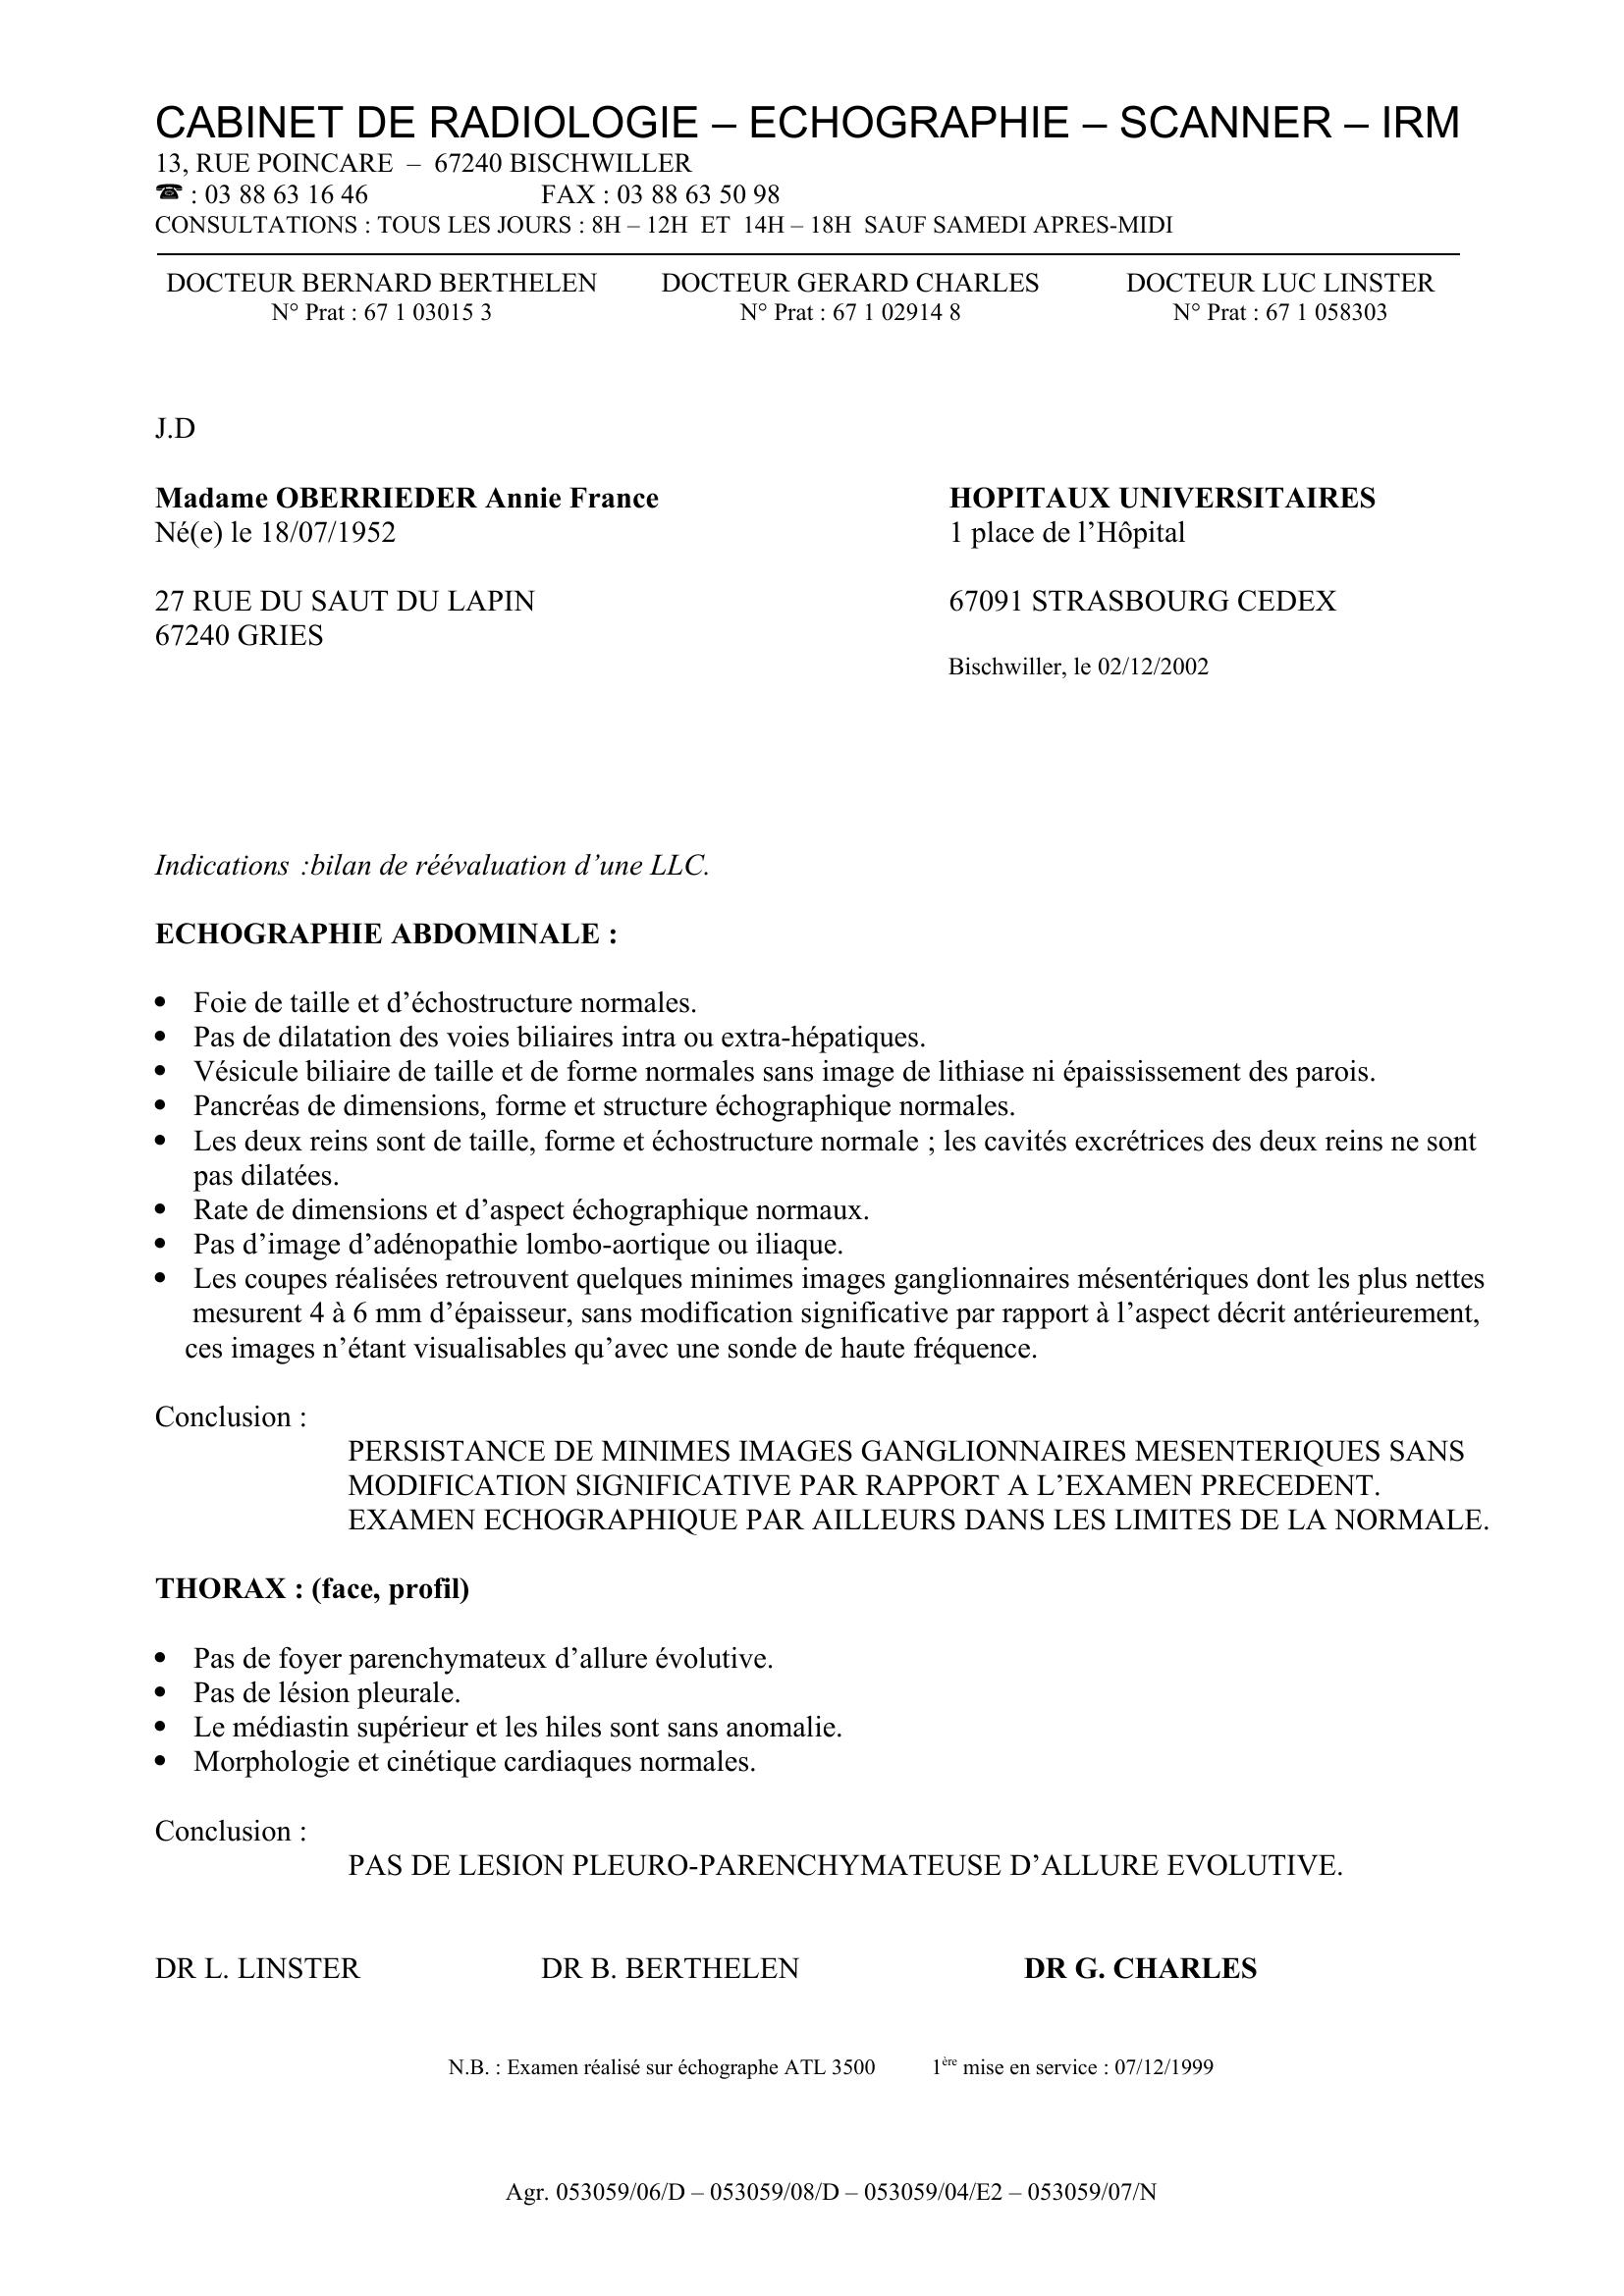 CABINET DE RADIOLOGIE – ECHOGRAPHIE – SCANNER – IRM
13, RUE POINCARE – 67240 BISCHWILLER
☎ : 03 88 63 16 46 FAX : 03 88 63 50 98
CONSULTATIONS : TOUS LES JOURS : 8H – 12H ET 14H – 18H SAUF SAMEDI APRES-MIDI
DOCTEUR BERNARD BERTHELEN DOCTEUR GERARD CHARLES DOCTEUR LUC LINSTER
N° Prat : 67 1 03015 3 N° Prat : 67 1 02914 8 N° Prat : 67 1 058303
J.D
Madame OBERRIEDER Annie France HOPITAUX UNIVERSITAIRES
Né(e) le 18/07/1952 1 place de l’Hôpital
27 RUE DU SAUT DU LAPIN 67091 STRASBOURG CEDEX
67240 GRIES
Bischwiller, le 02/12/2002
Indications :bilan de réévaluation d’une LLC.
ECHOGRAPHIE ABDOMINALE :
• Foie de taille et d’échostructure normales.
• Pas de dilatation des voies biliaires intra ou extra-hépatiques.
• Vésicule biliaire de taille et de forme normales sans image de lithiase ni épaississement des parois.
• Pancréas de dimensions, forme et structure échographique normales.
• Les deux reins sont de taille, forme et échostructure normale ; les cavités excrétrices des deux reins ne sont
pas dilatées.
• Rate de dimensions et d’aspect échographique normaux.
• Pas d’image d’adénopathie lombo-aortique ou iliaque.
• Les coupes réalisées retrouvent quelques minimes images ganglionnaires mésentériques dont les plus nettes
mesurent 4 à 6 mm d’épaisseur, sans modification significative par rapport à l’aspect décrit antérieurement,
ces images n’étant visualisables qu’avec une sonde de haute fréquence.
Conclusion :
PERSISTANCE DE MINIMES IMAGES GANGLIONNAIRES MESENTERIQUES SANS
MODIFICATION SIGNIFICATIVE PAR RAPPORT A L’EXAMEN PRECEDENT.
EXAMEN ECHOGRAPHIQUE PAR AILLEURS DANS LES LIMITES DE LA NORMALE.
THORAX : (face, profil)
• Pas de foyer parenchymateux d’allure évolutive.
• Pas de lésion pleurale.
• Le médiastin supérieur et les hiles sont sans anomalie.
• Morphologie et cinétique cardiaques normales.
Conclusion :
PAS DE LESION PLEURO-PARENCHYMATEUSE D’ALLURE EVOLUTIVE.
DR L. LINSTER DR B. BERTHELEN DR G. CHARLES
N.B. : Examen réalisé sur échographe ATL 3500 1ère mise en service : 07/12/1999
Agr. 053059/06/D – 053059/08/D – 053059/04/E2 – 053059/07/N